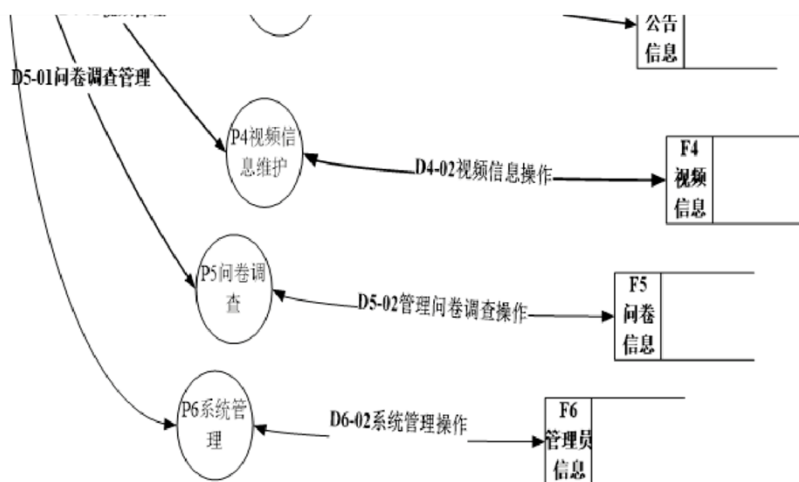 公告
信息
D5-01问卷调查管理
P4视频信
息维护
D4-02视频信息操作
F4
视频
信息
P5问卷调
查
D5-02管理问卷调查操作
F5
问卷
信息
P6系统管
理
D6-02系统管理操作
F6
管理员
信息